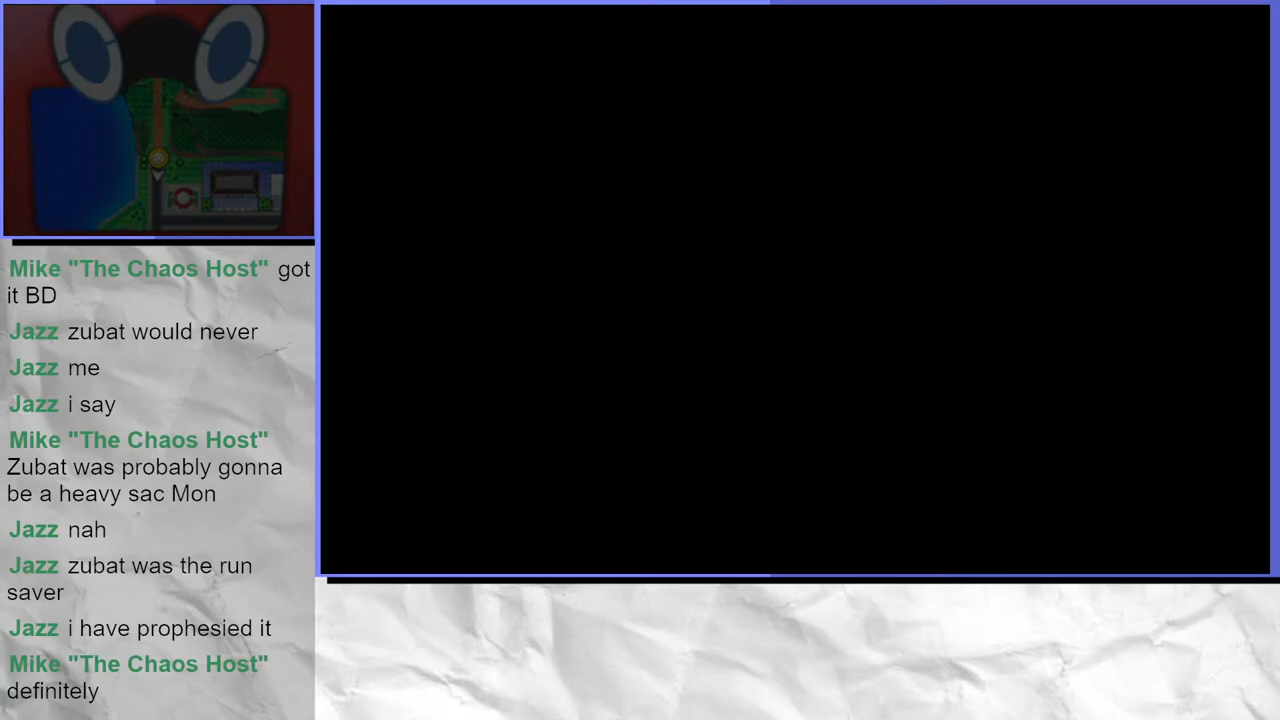 Mike "The Chaos Host" got
it BD
Jazz zubat would never
Jazz me
Jazz i say
Mike "The Chaos Host"
Zubat was probably gonna
be a heavy sac Mon
Jazz nah
Jazz zubat was the run
saver
Jazz i have prophesied it
Mike "The Chaos Host"
definitely